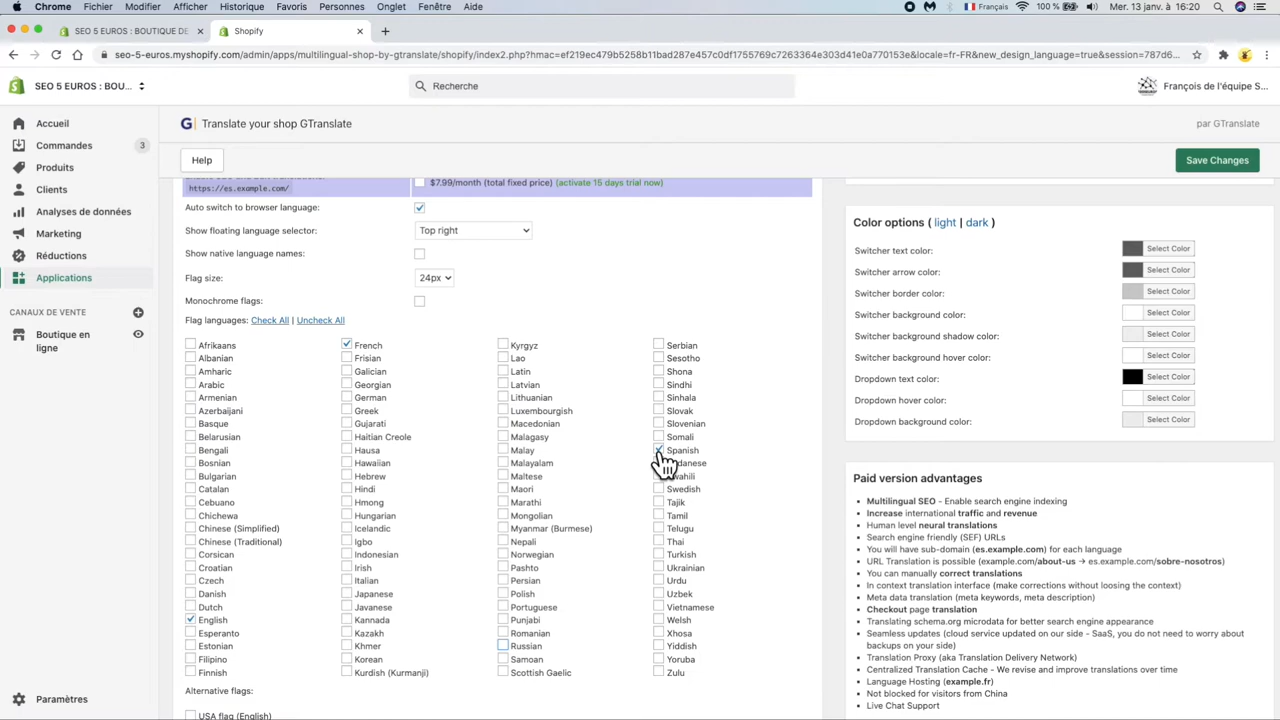 Chrome Fichier Modifier Afficher Historique Favoris Personnes Onglet Fenêtre Aide Français 100 % Mer. 13 janv. à 16:20
SEO 5 EUROS : BOUTIQUE DE Shopify
seo-5-euros.myshopify.com/admin/apps/multilingual-shop-by-gtranslate/shopify/index2.php?hmac=ef219ec479b5258b11bad287e457c0df1755769c7263364e303d41e0a770153e&locale=fr-FR&new_design_language=true&session=787d6...
SEO 5 EUROS : BOU... Recherche François de l'équipe S...
Accueil
Commandes 3
Produits
Clients
Analyses de données
Marketing
Réductions
Applications
CANAUX DE VENTE
Boutique en
ligne
Paramètres
G Translate your shop GTranslate par GTranslate
Help Save Changes
https://es.example.com/ $7.99/month (total fixed price) (activate 15 days trial now)
Auto switch to browser language:
Show floating language selector: Top right
Show native language names:
Flag size: 24px
Monochrome flags:
Flag languages: Check All | Uncheck All
Afrikaans French Kyrgyz Serbian
Albanian Frisian Lao Sesotho
Amharic Galician Latin Shona
Arabic Georgian Latvian Sindhi
Armenian German Lithuanian Sinhala
Azerbaijani Greek Luxembourgish Slovak
Basque Gujarati Macedonian Slovenian
Belarusian Haitian Creole Malagasy Somali
Bengali Hausa Malay Spanish
Bosnian Hawaiian Malayalam
Bulgarian Hebrew Maltese
Catalan Hindi Maori Swedish
Cebuano Hmong Marathi Tajik
Chichewa Hungarian Mongolian Tamil
Chinese (Simplified) Icelandic Myanmar (Burmese) Telugu
Chinese (Traditional) Igbo Nepali Thai
Corsican Indonesian Norwegian Turkish
Croatian Irish Pashto Ukrainian
Czech Italian Persian Urdu
Danish Japanese Polish Uzbek
Dutch Javanese Portuguese Vietnamese
English Kannada Punjabi Welsh
Esperanto Kazakh Romanian Xhosa
Estonian Khmer Russian Yiddish
Filipino Korean Samoan Yoruba
Finnish Kurdish (Kurmanji) Scottish Gaelic Zulu
Alternative flags:
USA flag (English)
Color options ( light | dark )
Switcher text color: Select Color
Switcher arrow color: Select Color
Switcher border color: Select Color
Switcher background color: Select Color
Switcher background shadow color: Select Color
Switcher background hover color: Select Color
Dropdown text color: Select Color
Dropdown hover color: Select Color
Dropdown background color: Select Color
Paid version advantages
Multilingual SEO - Enable search engine indexing
Increase international traffic and revenue
Human level neural translations
Search engine friendly (SEF) URLs
You will have sub-domain (es.example.com) for each language
URL Translation is possible (example.com/about-us → es.example.com/sobre-nosotros)
You can manually correct translations
In context translation interface (make corrections without loosing the context)
Meta data translation (meta keywords, meta description)
Checkout page translation
Translating schema.org microdata for better search engine appearance
Seamless updates (cloud service updated on our side - SaaS, you do not need to worry about
backups on your side)
Translation Proxy (aka Translation Delivery Network)
Centralized Translation Cache - We revise and improve translations over time
Language Hosting (example.fr)
Not blocked for visitors from China
Live Chat Support